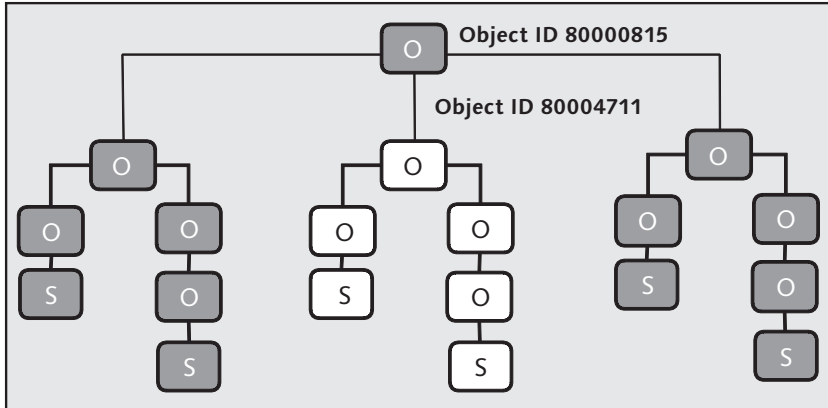 O Object ID 80000815
Object ID 80004711
O O O
O O O O O O
S O S O S O
S S S